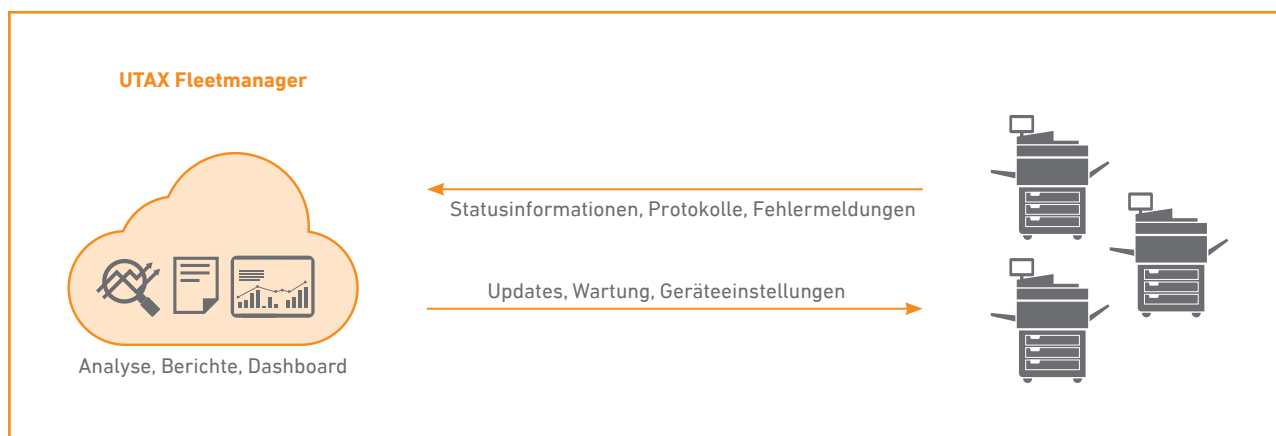 UTAX Fleetmanager
Statusinformationen, Protokolle, Fehlermeldungen
Updates, Wartung, Geräteeinstellungen
Analyse, Berichte, Dashboard